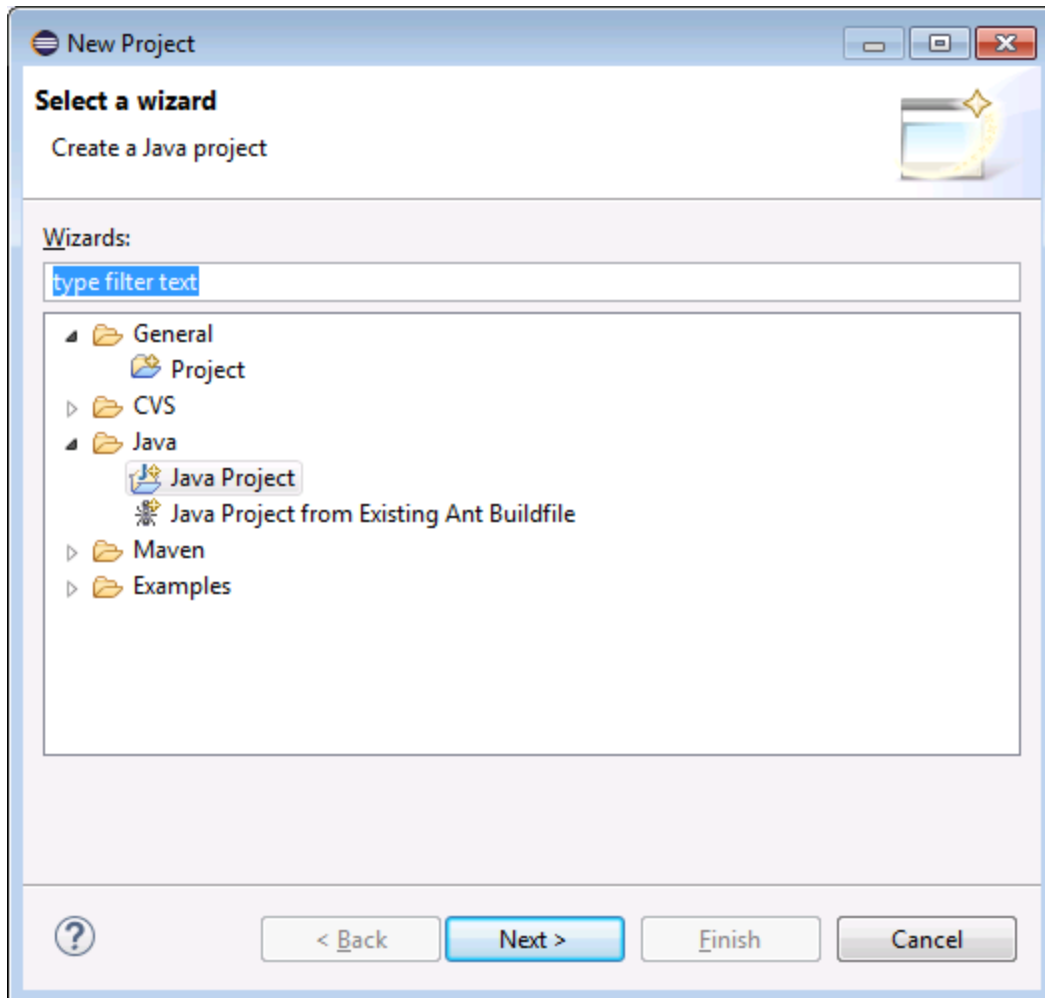 New Project
Select a wizard
Create a Java project
Wizards:
type filter text
General
Project
CVS
Java
Java Project
Java Project from Existing Ant Buildfile
Maven
Examples
? < Back Next > Finish Cancel